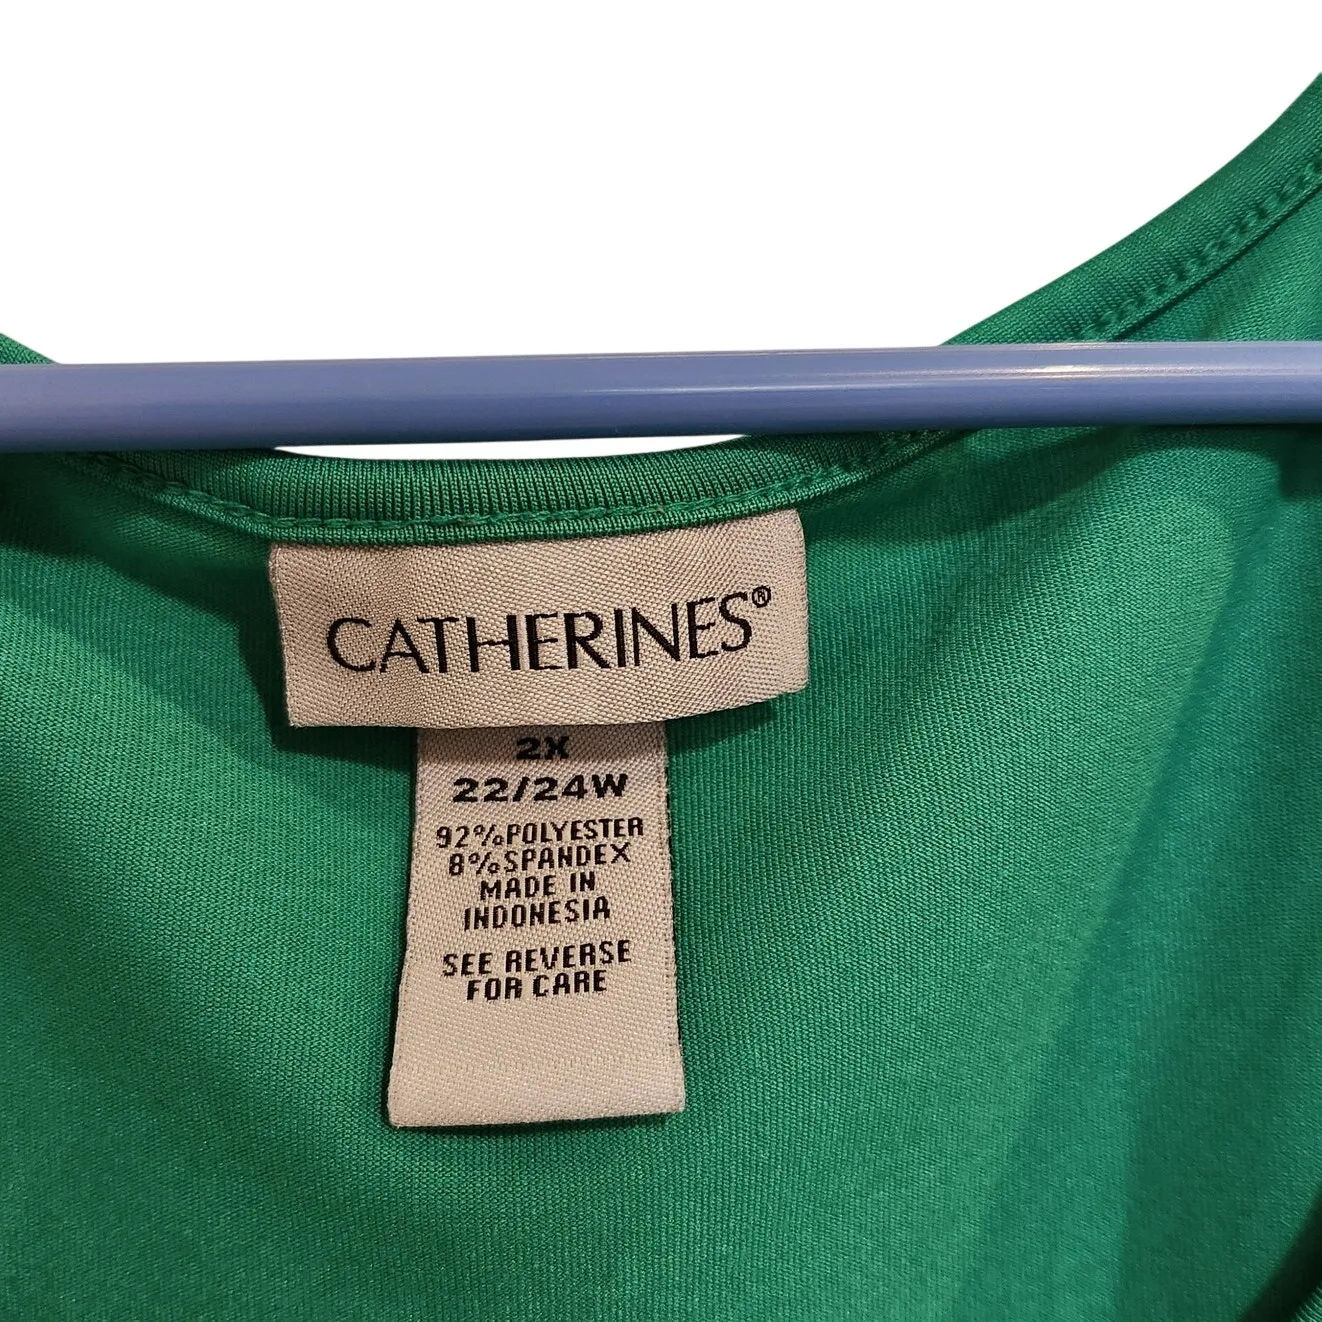 CATHERINES®
2X
22/24W
92%POLYESTER
8%SPANDEX
MADE IN
INDONESIA
SEE REVERSE
FOR CARE